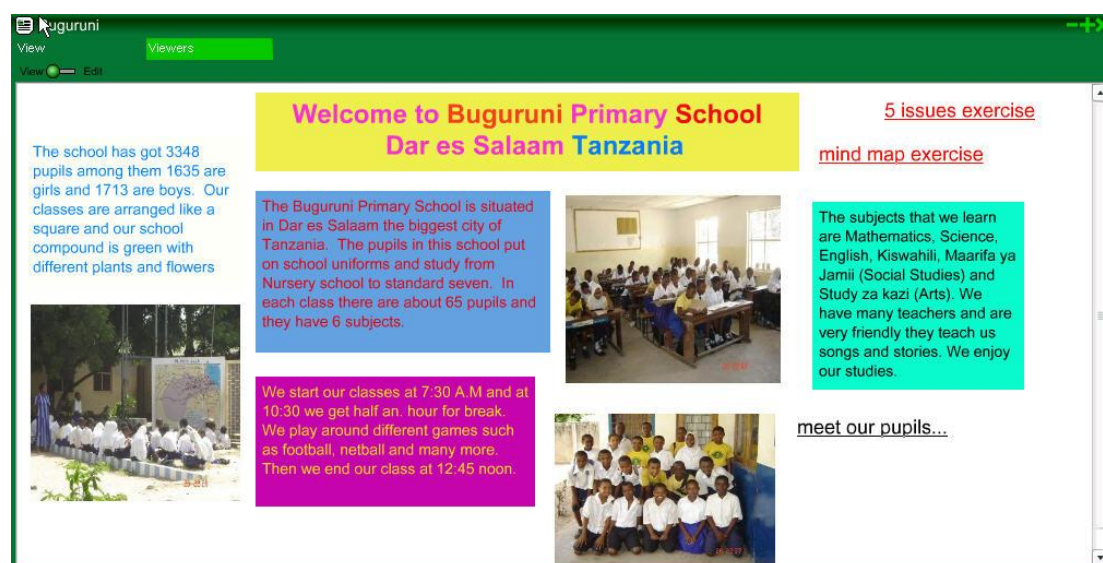 Buguruni
View
Viewers
View Edit
Welcome to Buguruni Primary School
Dar es Salaam Tanzania
5 issues exercise
mind map exercise
The school has got 3348
pupils among them 1635 are
girls and 1713 are boys. Our
classes are arranged like a
square and our school
compound is green with
different plants and flowers
The Buguruni Primary School is situated
in Dar es Salaam the biggest city of
Tanzania. The pupils in this school put
on school uniforms and study from
Nursery school to standard seven. In
each class there are about 65 pupils and
they have 6 subjects.
The subjects that we learn
are Mathematics, Science,
English, Kiswahili, Maarifa ya
Jamii (Social Studies) and
Study za kazi (Arts). We
have many teachers and are
very friendly they teach us
songs and stories. We enjoy
our studies.
We start our classes at 7:30 A.M and at
10:30 we get half an. hour for break.
We play around different games such
as football, netball and many more.
Then we end our class at 12:45 noon.
meet our pupils...